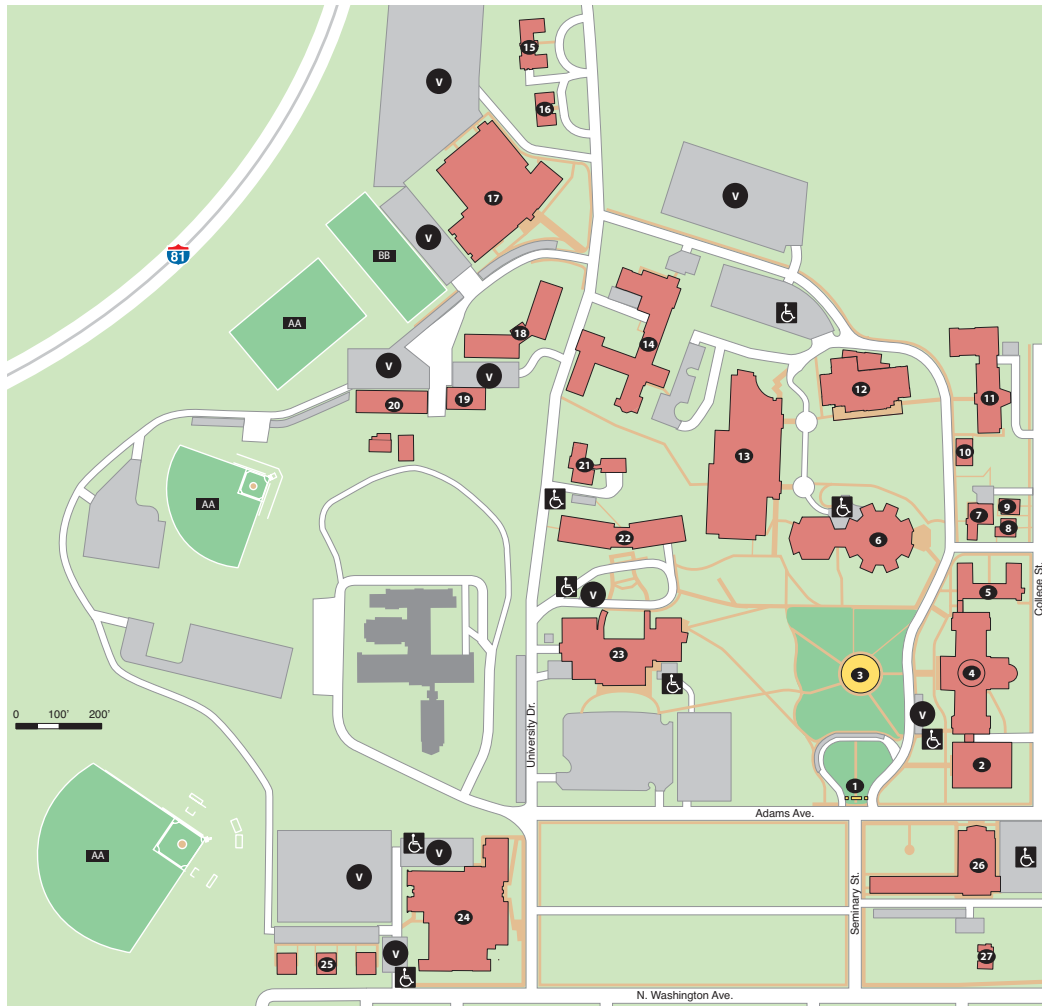 15
V
16
17
V
V
81
BB
AA
18
14
V
V
12
20
19
11
21
13
10
AA
7
9
8
22
6
V
5
College St.
23
3
4
0 100' 200'
University Dr.
V
2
1
Adams Ave.
V
AA
26
V
24
Seminary St.
V
25
27
N. Washington Ave.